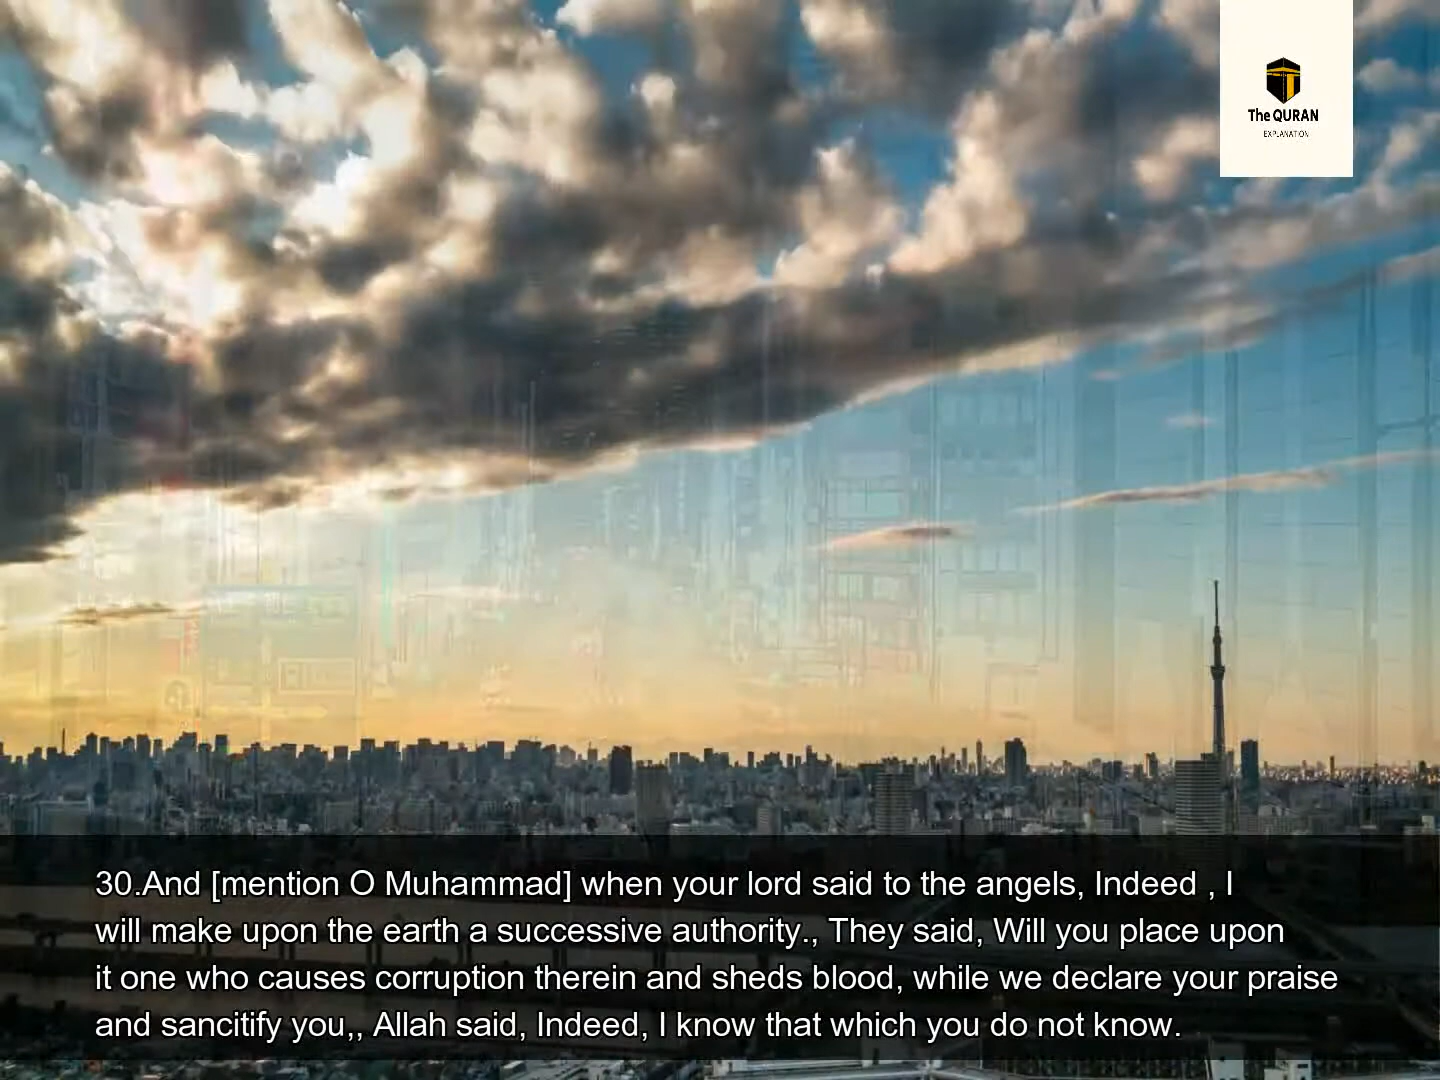 The QURAN
EXPLANATION
30.And [mention O Muhammad] when your lord said to the angels, Indeed , I
will make upon the earth a successive authority., They said, Will you place upon
it one who causes corruption therein and sheds blood, while we declare your praise
and sancitify you,, Allah said, Indeed, I know that which you do not know.